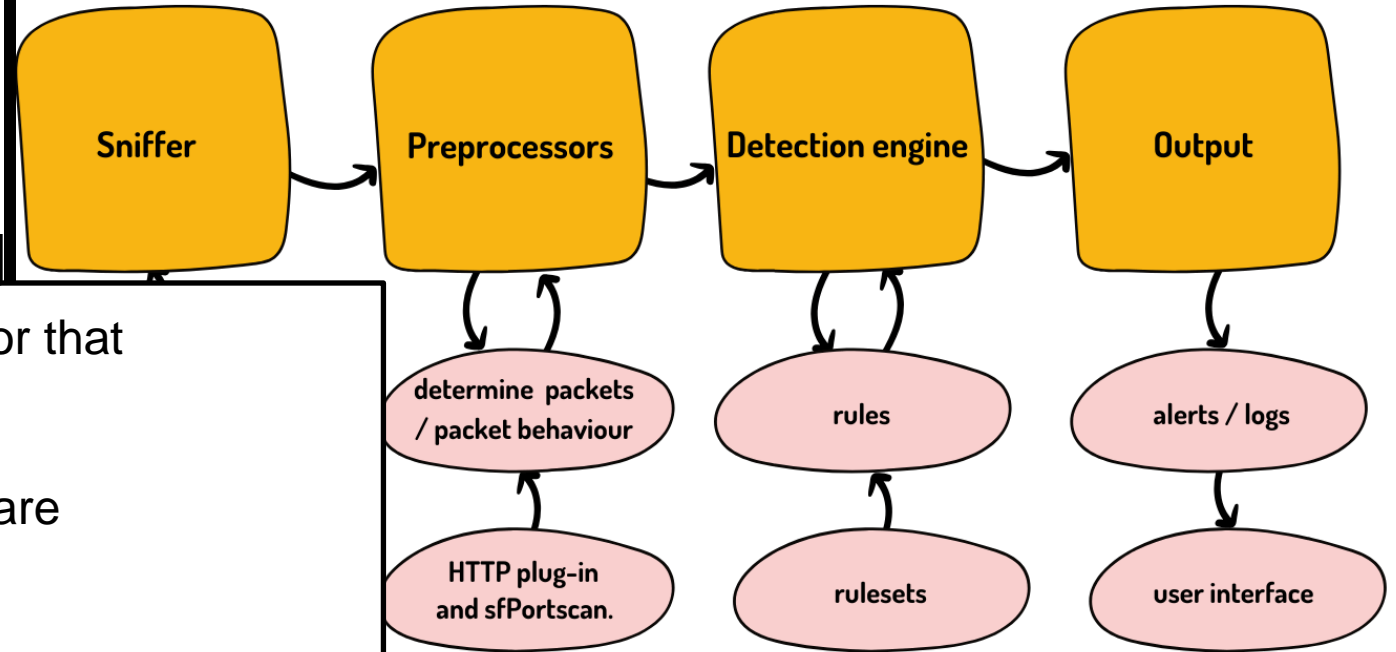 Sniffer
Preprocessors
Detection engine
Output
or that
are
determine packets
/ packet behaviour
rules
alerts / logs
HTTP plug-in
and sfPortscan.
rulesets
user interface